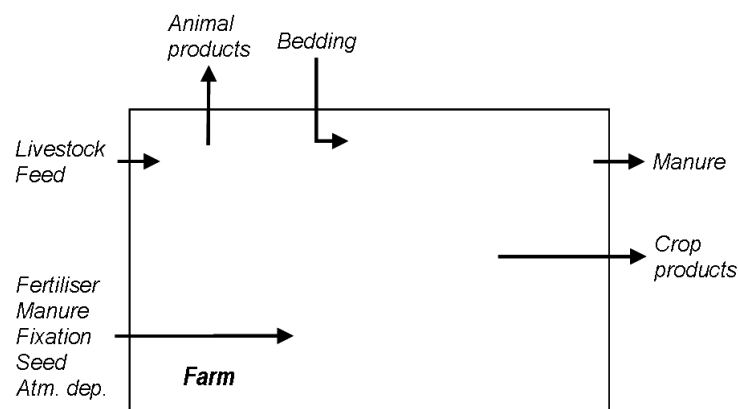 Animal
products
Bedding
Livestock
Feed
Manure
Crop
products
Fertiliser
Manure
Fixation
Seed
Atm. dep.
Farm